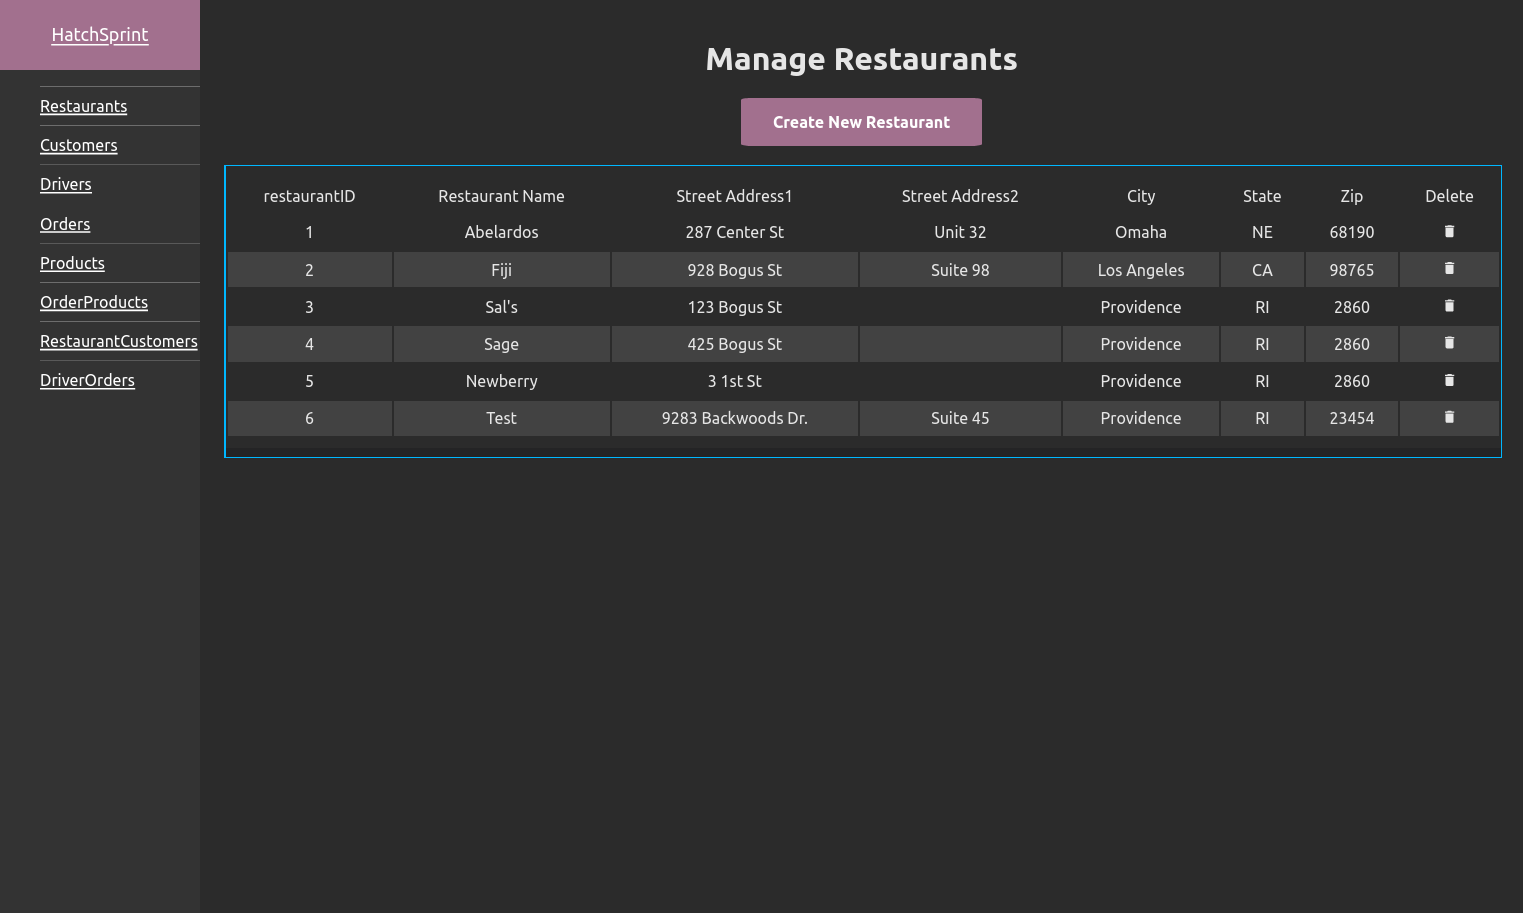 HatchSprint
Restaurants
Customers
Drivers
Orders
Products
OrderProducts
RestaurantCustomers
DriverOrders
Manage Restaurants
Create New Restaurant
restaurantID Restaurant Name Street Address1 Street Address2 City State Zip Delete
1 Abelardos 287 Center St Unit 32 Omaha NE 68190
2 Fiji 928 Bogus St Suite 98 Los Angeles CA 98765
3 Sal's 123 Bogus St Providence RI 2860
4 Sage 425 Bogus St Providence RI 2860
5 Newberry 3 1st St Providence RI 2860
6 Test 9283 Backwoods Dr. Suite 45 Providence RI 23454